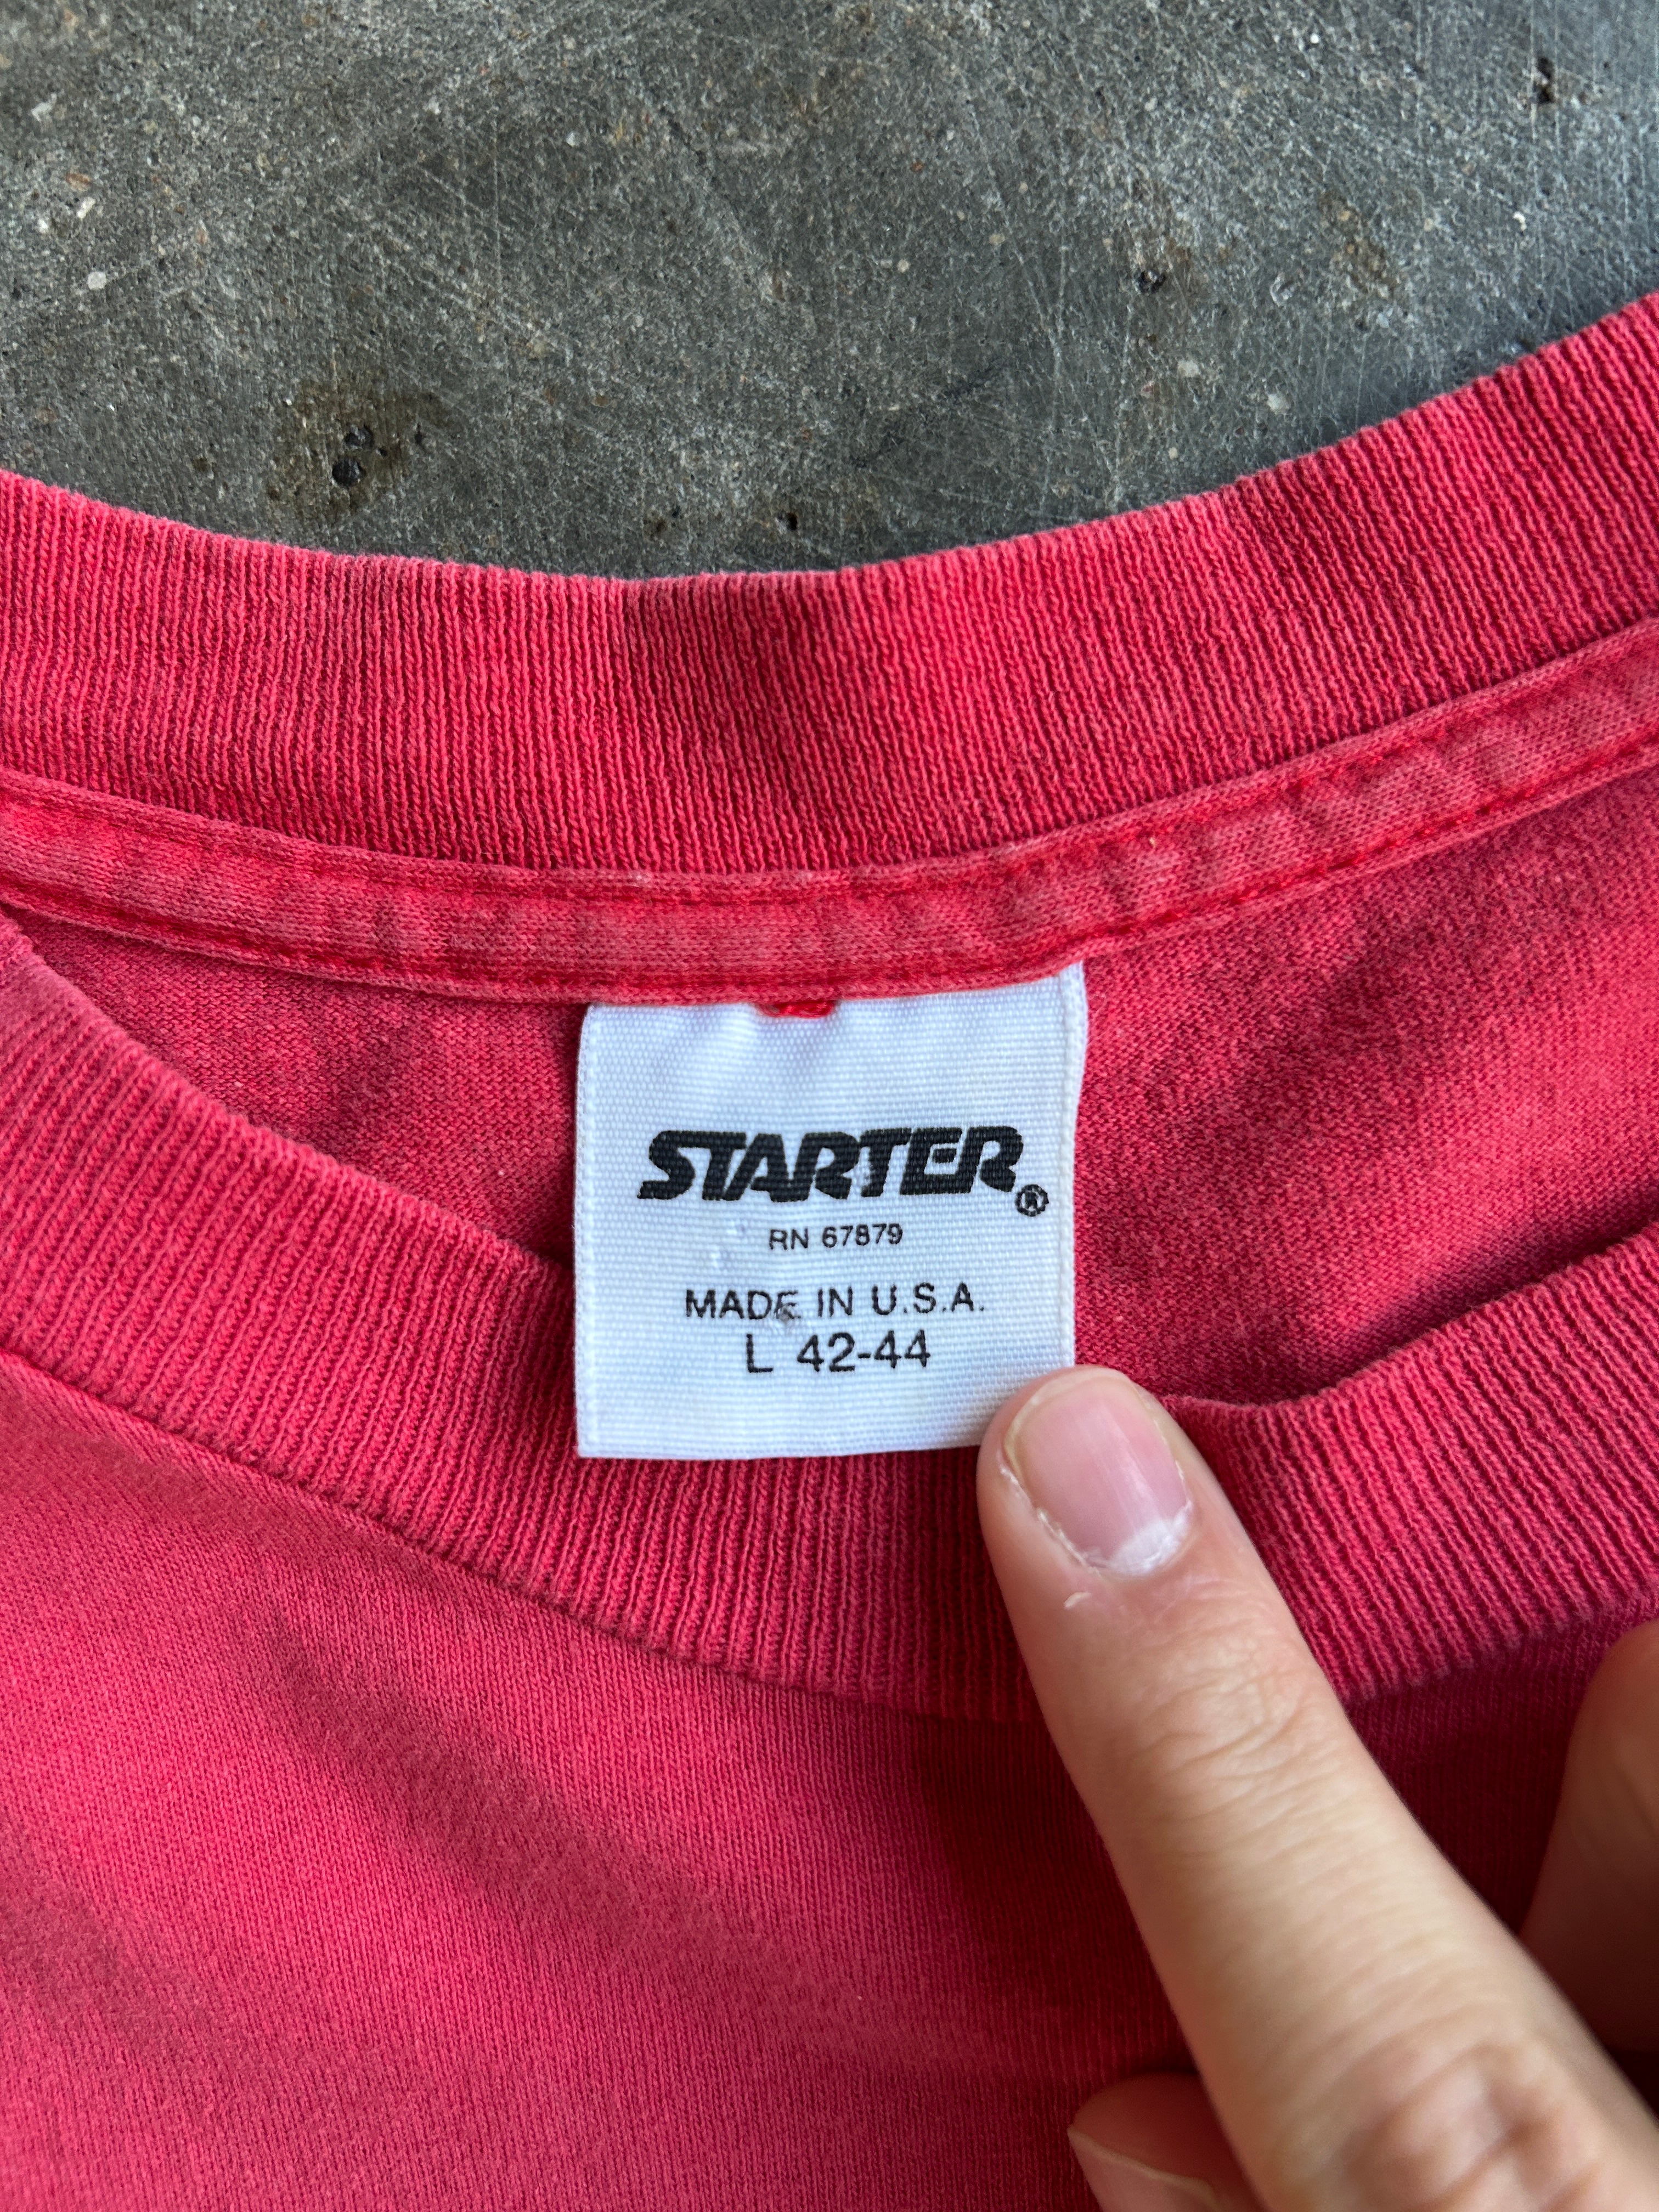 STARTER®
RN 67879
MADE IN U.S.A.
L 42-44